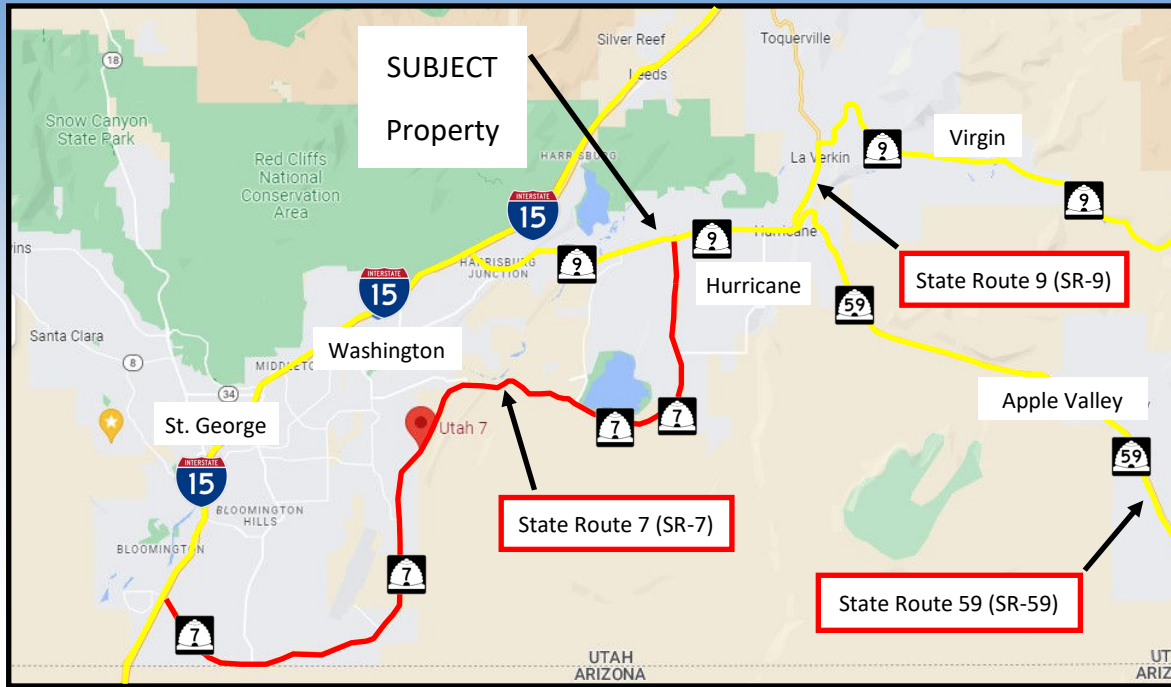 18
Snow Canyon
State Park
Silver Reef
Leeds
Toquerville
SUBJECT
Property
Red Cliffs
National
Conservation
Area
HARRISBURG
La Verkin
9
Virgin
9
INTERSTATE
15
9
HARRISBURG
JUNCTION
9
Hurricane
Hurricane
State Route 9 (SR-9)
INTERSTATE
15
59
Santa Clara
8
Washington
34
St. George
Utah 7
7
7
Apple Valley
59
INTERSTATE
15
BLOOMINGTON
HILLS
BLOOMINGTON
State Route 7 (SR-7)
7
State Route 59 (SR-59)
7
UTAH
ARIZONA